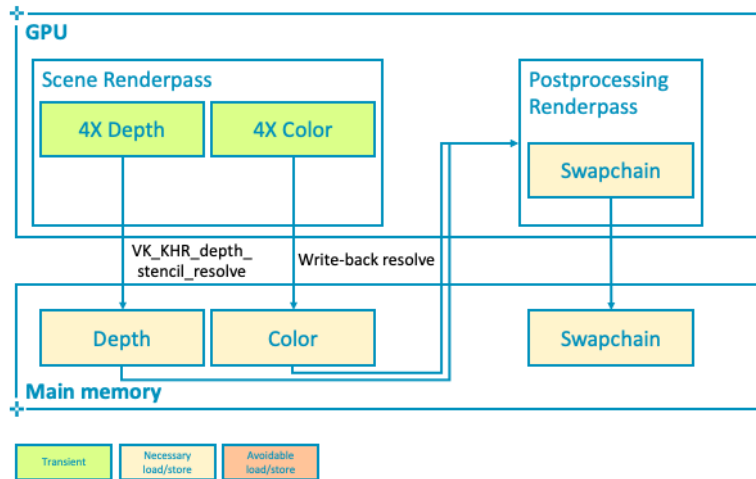 GPU
Scene Renderpass
4X Depth
4X Color
Postprocessing
Renderpass
Swapchain
VK_KHR_depth_
stencil_resolve
Write-back resolve
Depth
Color
Swapchain
Main memory
Transient
Necessary
load/store
Avoidable
load/store